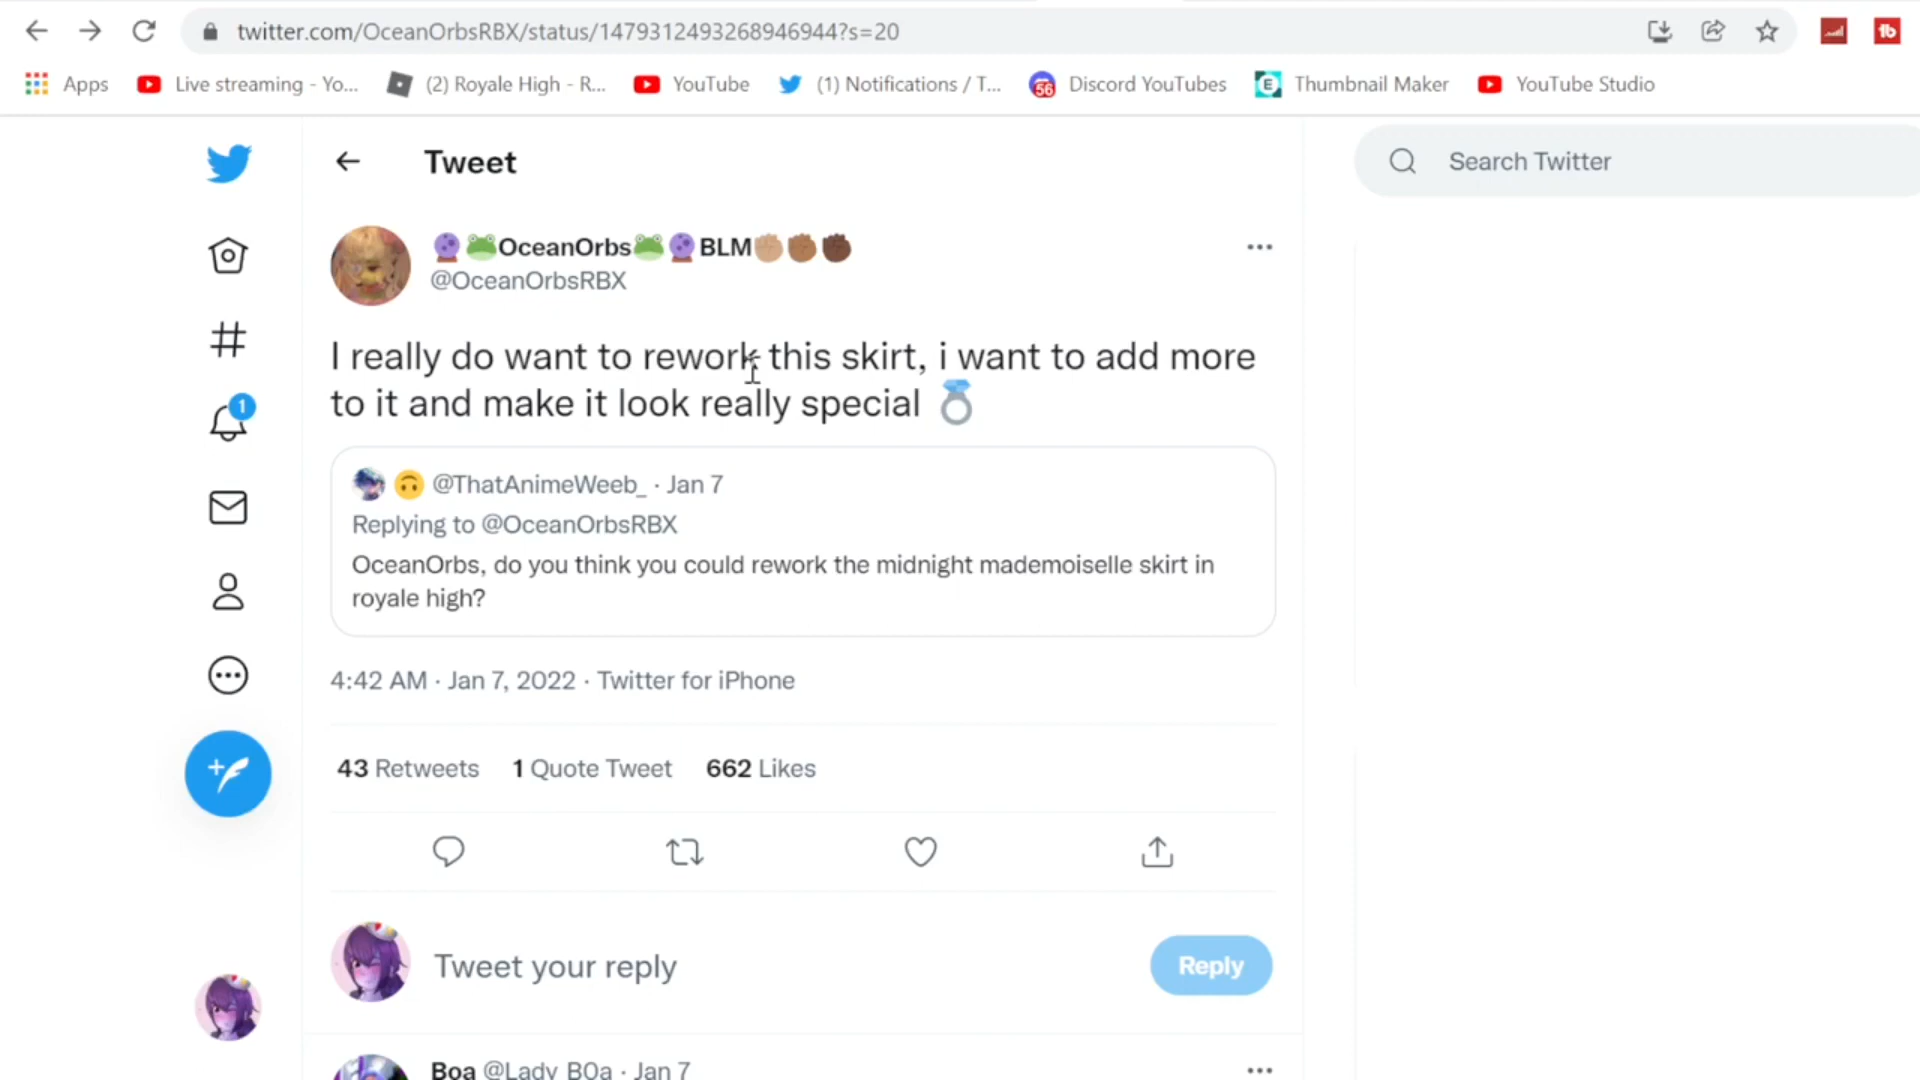 twitter.com/OceanOrbsRBX/status/1479312493268946944?s=20
Apps Live streaming - Yo... (2) Royale High - R... YouTube (1) Notifications / T... 56 Discord YouTubes E Thumbnail Maker YouTube Studio
Tweet
Search Twitter
🔮🐸OceanOrbs🐸🔮BLM✊🏼✊🏽✊🏿
@OceanOrbsRBX
I really do want to rework this skirt, i want to add more
to it and make it look really special 💍
🙃 @ThatAnimeWeeb_ · Jan 7
Replying to @OceanOrbsRBX
OceanOrbs, do you think you could rework the midnight mademoiselle skirt in
royale high?
4:42 AM · Jan 7, 2022 · Twitter for iPhone
43 Retweets 1 Quote Tweet 662 Likes
Tweet your reply
Reply
Boa @Lady_B0a · Jan 7
1